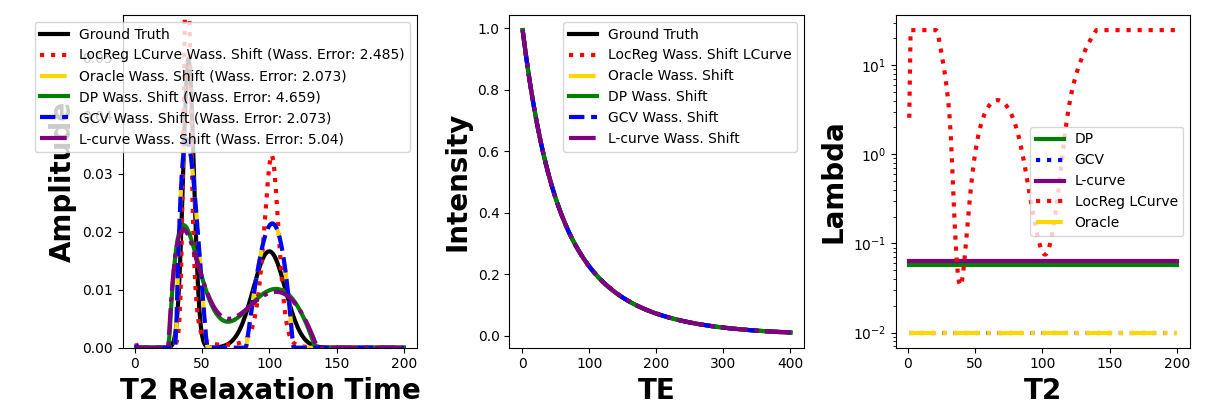 Ground Truth
LocReg LCurve Wass. Shift (Wass. Error: 2.485)
Oracle Wass. Shift (Wass. Error: 2.073)
DP Wass. Shift (Wass. Error: 4.659)
GCV Wass. Shift (Wass. Error: 2.073)
L-curve Wass. Shift (Wass. Error: 5.04)
Amplitude
0.05
0.04
0.03
0.02
0.01
0.00
0 50 100 150 200
T2 Relaxation Time
Ground Truth
LocReg Wass. Shift LCurve
Oracle Wass. Shift
DP Wass. Shift
GCV Wass. Shift
L-curve Wass. Shift
Intensity
1.0
0.8
0.6
0.4
0.2
0.0
0 100 200 300 400
TE
DP
GCV
L-curve
LocReg LCurve
Oracle
Lambda
10¹
10⁰
10⁻¹
10⁻²
0 50 100 150 200
T2